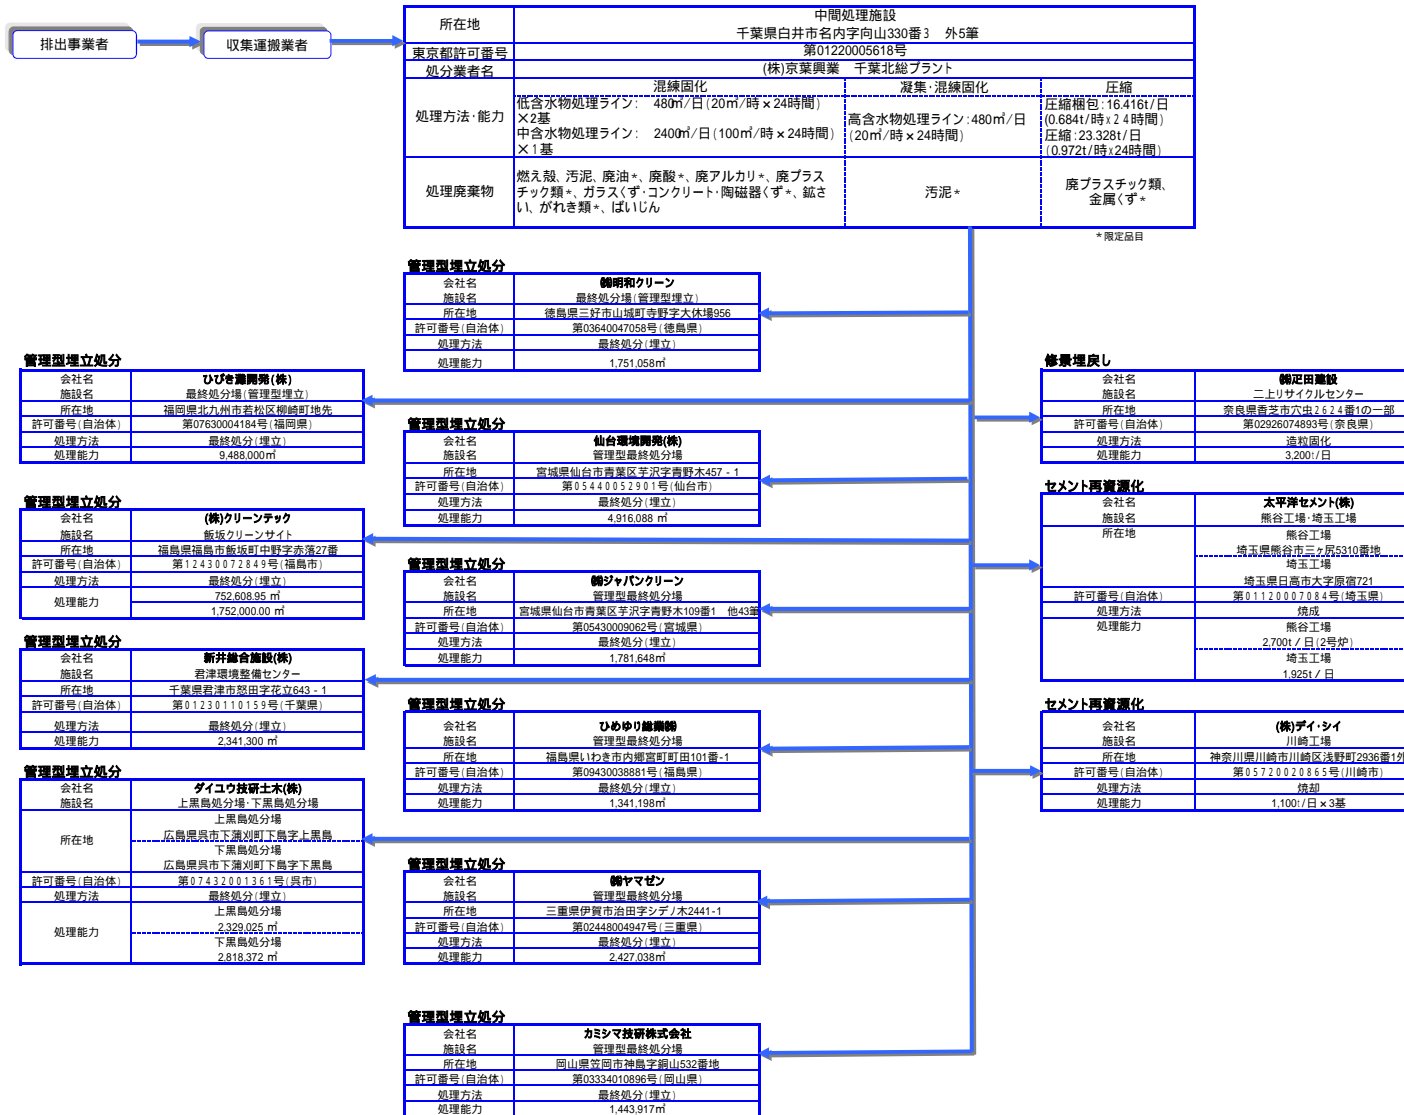 排出事業者
収集運搬業者
所在地
中間処理施設
千葉県白井市名内字向山330番3　外5筆
東京都許可番号
第01220005618号
処分業者名
(株)京葉興業　千葉北総プラント
処理方法・能力
混練固化
低含水物処理ライン：　480㎥/日(20㎥/時×24時間)
×2基
中含水物処理ライン：　2400㎥/日(100㎥/時×24時間)
×1基
凝集・混練固化
高含水物処理ライン：480㎥/日
(20㎥/時×24時間)
圧縮
圧縮梱包：16.416t/日
(0.684t/時x24時間)
圧縮：23.328t/日
(0.972t/時x24時間)
処理廃棄物
燃え殻、汚泥、廃油*、廃酸*、廃アルカリ*、廃プラス
チック類*、ガラスくず・コンクリート・陶磁器くず*、鉱さ
い、がれき類*、ばいじん
汚泥*
廃プラスチック類、
金属くず*
*限定品目
管理型埋立処分
会社名　㈱明和クリーン
施設名　最終処分場(管理型埋立)
所在地　徳島県三好市山城町寺野字大休場956
許可番号(自治体)　第03640047058号(徳島県)
処理方法　最終処分(埋立)
処理能力　1,751,058㎥
管理型埋立処分
会社名　ひびき灘開発(株)
施設名　最終処分場(管理型埋立)
所在地　福岡県北九州市若松区柳崎町地先
許可番号(自治体)　第07630004184号(福岡県)
処理方法　最終処分(埋立)
処理能力　9,488,000㎥
修景埋戻し
会社名　㈱疋田建設
施設名　二上リサイクルセンター
所在地　奈良県香芝市穴虫2624番1の一部
許可番号(自治体)　第02926074893号(奈良県)
処理方法　造粒固化
処理能力　3,200t/日
管理型埋立処分
会社名　仙台環境開発(株)
施設名　管理型最終処分場
所在地　宮城県仙台市青葉区芋沢字青野木457 - 1
許可番号(自治体)　第05440052901号(仙台市)
処理方法　最終処分(埋立)
処理能力　4,916,088 ㎥
管理型埋立処分
会社名　(株)クリーンテック
施設名　飯坂クリーンサイト
所在地　福島県福島市飯坂町中野字赤落27番
許可番号(自治体)　第12430072849号(福島市)
処理方法　最終処分(埋立)
処理能力　752,608.95 ㎥
1,752,000.00 ㎥
セメント再資源化
会社名　太平洋セメント(株)
施設名　熊谷工場・埼玉工場
所在地　熊谷工場
埼玉県熊谷市三ヶ尻5310番地
埼玉工場
埼玉県日高市大字原宿721
許可番号(自治体)　第01120007084号(埼玉県)
処理方法　焼成
処理能力　熊谷工場
2,700t / 日(2号炉)
埼玉工場
1,925t / 日
管理型埋立処分
会社名　㈱ジャパンクリーン
施設名　管理型最終処分場
所在地　宮城県仙台市青葉区芋沢字青野木109番1　他43筆
許可番号(自治体)　第05430009062号(宮城県)
処理方法　最終処分(埋立)
処理能力　1,781,648㎥
管理型埋立処分
会社名　新井総合施設(株)
施設名　君津環境整備センター
所在地　千葉県君津市怒田字花立643 - 1
許可番号(自治体)　第01230110159号(千葉県)
処理方法　最終処分(埋立)
処理能力　2,341,300 ㎥
管理型埋立処分
会社名　ひめゆり総業㈱
施設名　管理型最終処分場
所在地　福島県いわき市内郷宮町町田101番-1
許可番号(自治体)　第09430038881号(福島県)
処理方法　最終処分(埋立)
処理能力　1,341,198㎥
セメント再資源化
会社名　(株)デイ・シイ
施設名　川崎工場
所在地　神奈川県川崎市川崎区浅野町2936番1外
許可番号(自治体)　第05720020865号(川崎市)
処理方法　焼却
処理能力　1,100t/日×3基
管理型埋立処分
会社名　ダイユウ技研土木(株)
施設名　上黒島処分場・下黒島処分場
所在地　上黒島処分場
広島県呉市下蒲刈町下島字上黒島
下黒島処分場
広島県呉市下蒲刈町下島字下黒島
許可番号(自治体)　第07432001361号(呉市)
処理方法　最終処分(埋立)
処理能力　上黒島処分場
2,329,025 ㎥
下黒島処分場
2,818,372 ㎥
管理型埋立処分
会社名　㈱ヤマゼン
施設名　管理型最終処分場
所在地　三重県伊賀市治田字シデノ木2441-1
許可番号(自治体)　第02448004947号(三重県)
処理方法　最終処分(埋立)
処理能力　2,427,038㎥
管理型埋立処分
会社名　カミシマ技研株式会社
施設名　管理型最終処分場
所在地　岡山県笠岡市神島字銅山532番地
許可番号(自治体)　第03334010896号(岡山県)
処理方法　最終処分(埋立)
処理能力　1,443,917㎥